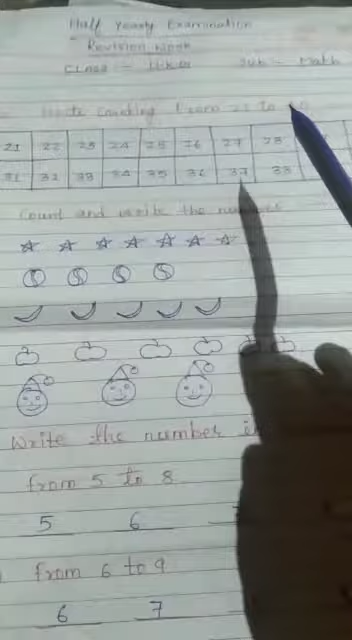 Half Yearly Examination
Revision Work
Class :- U.K.G Sub :- Math
Write counting from 21 to
21 22 23 24 25 26 27 28
31 32 33 34 35 36 37 38
Count and write the number
Write the number in
from 5 to 8
5 6
from 6 to 9
6 7